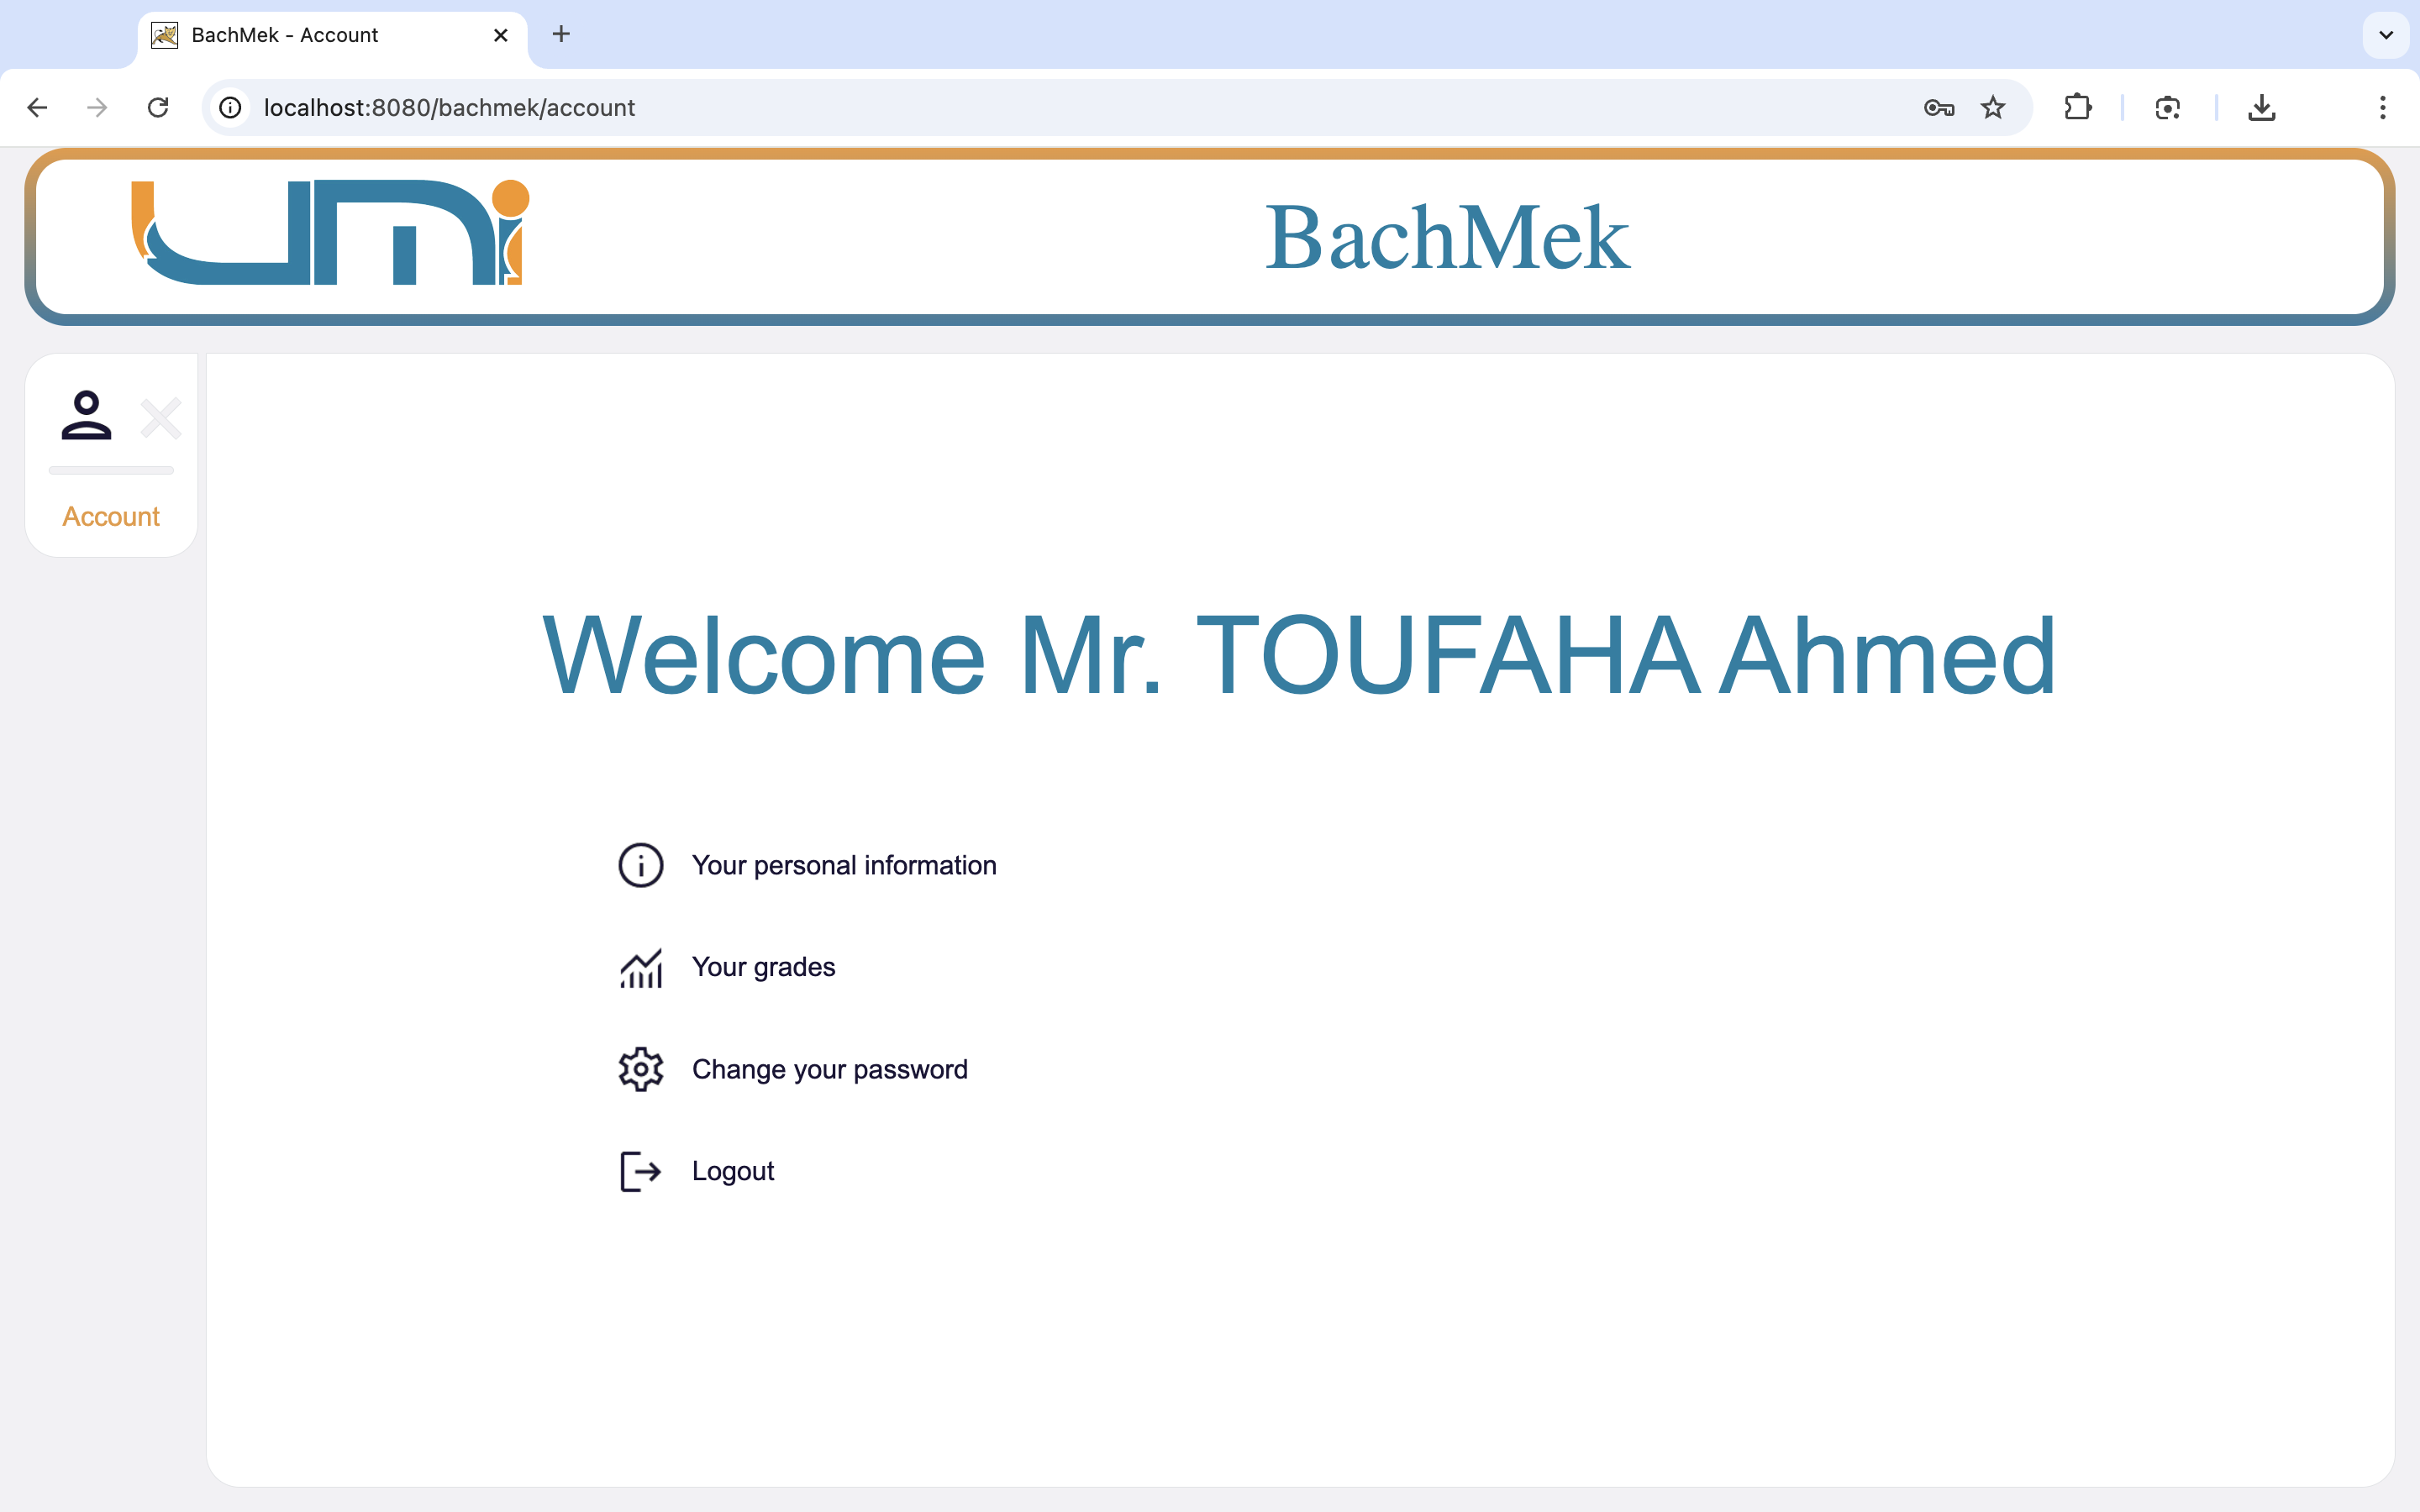 BachMek - Account
localhost:8080/bachmek/account
umi
BachMek
Account
Welcome Mr. TOUFAHA Ahmed
Your personal information
Your grades
Change your password
Logout